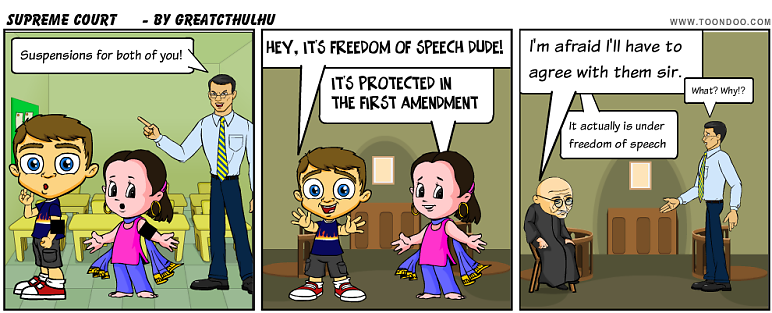 SUPREME COURT - BY GREATCTHULHU
WWW.TOONDOO.COM
Suspensions for both of you!
HEY, IT'S FREEDOM OF SPEECH DUDE!
IT'S PROTECTED IN
THE FIRST AMENDMENT
I'm afraid I'll have to
agree with them sir.
What? Why!?
It actually is under
freedom of speech